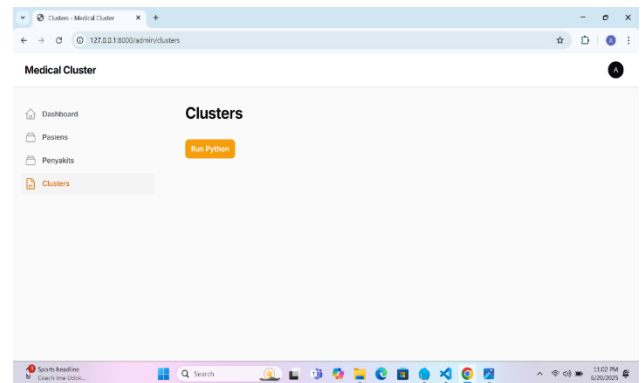 Clusters - Medical Cluster
127.0.0.1:8000/admin/clusters
A
Medical Cluster
A
Dashboard
Pasiens
Penyakits
Clusters
Clusters
Run Python
Sports headline
Search
11:02 PM
6/20/2025